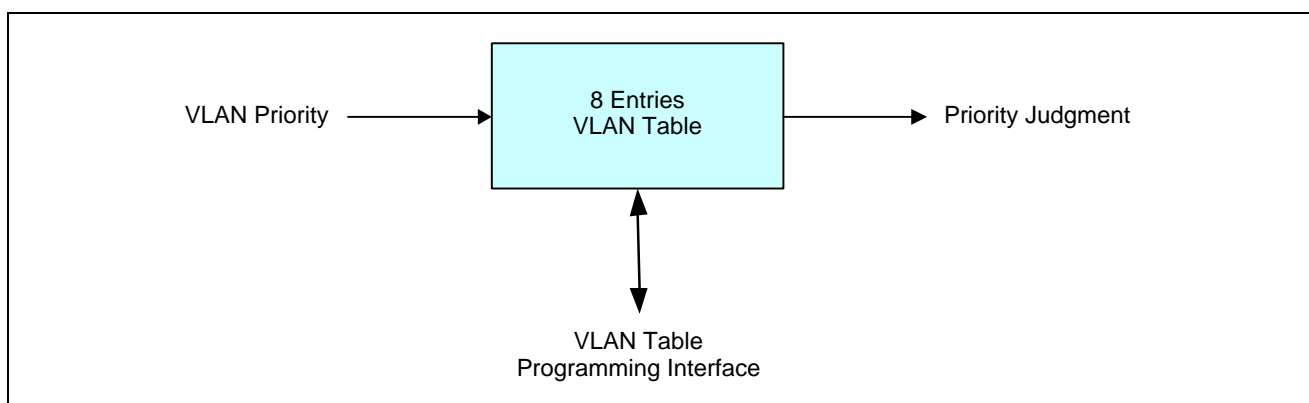 VLAN Priority
8 Entries
VLAN Table
Priority Judgment
VLAN Table
Programming Interface